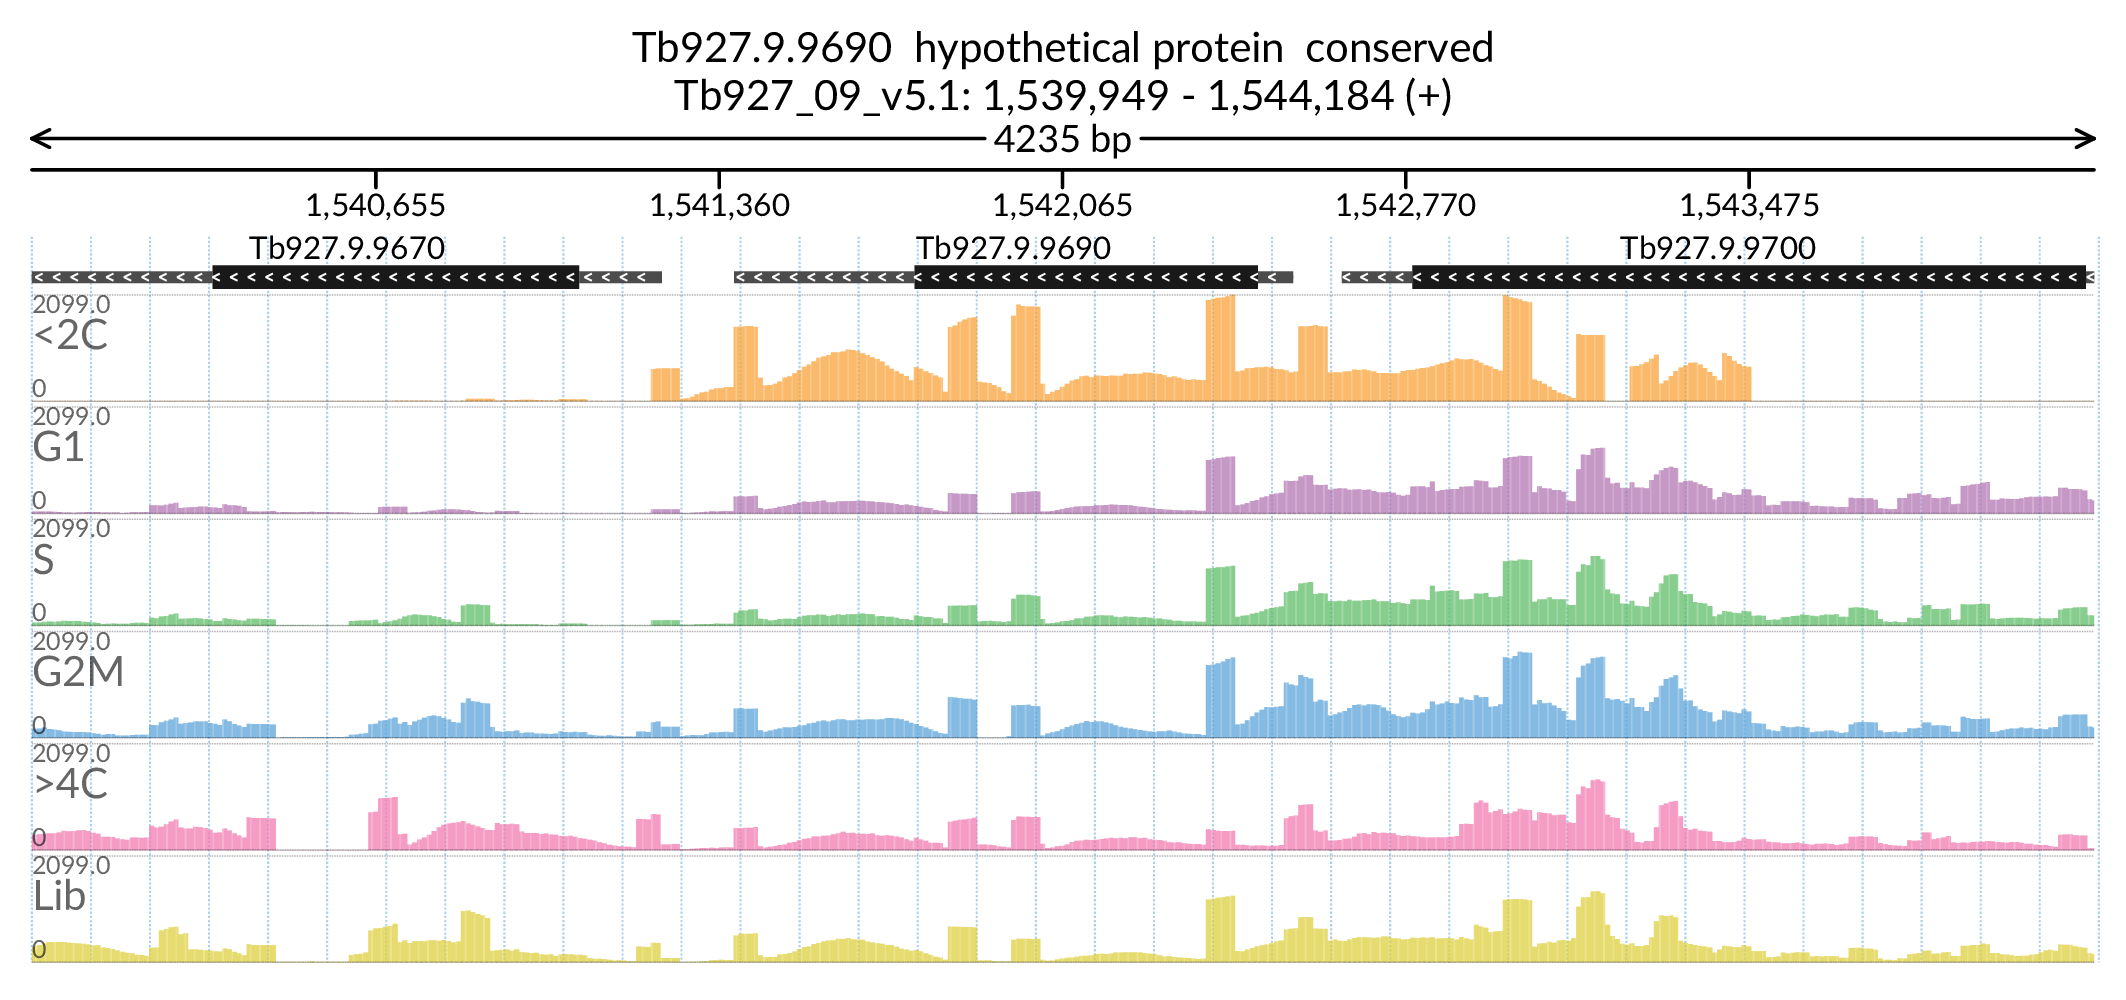 Tb927.9.9690  hypothetical protein  conserved
Tb927_09_v5.1: 1,539,949 - 1,544,184 (+)
4235 bp
1,540,655 1,541,360 1,542,065 1,542,770 1,543,475
Tb927.9.9670 Tb927.9.9690 Tb927.9.9700
2099.0
<2C
0
2099.0
G1
0
2099.0
S
0
2099.0
G2M
0
2099.0
>4C
0
2099.0
Lib
0